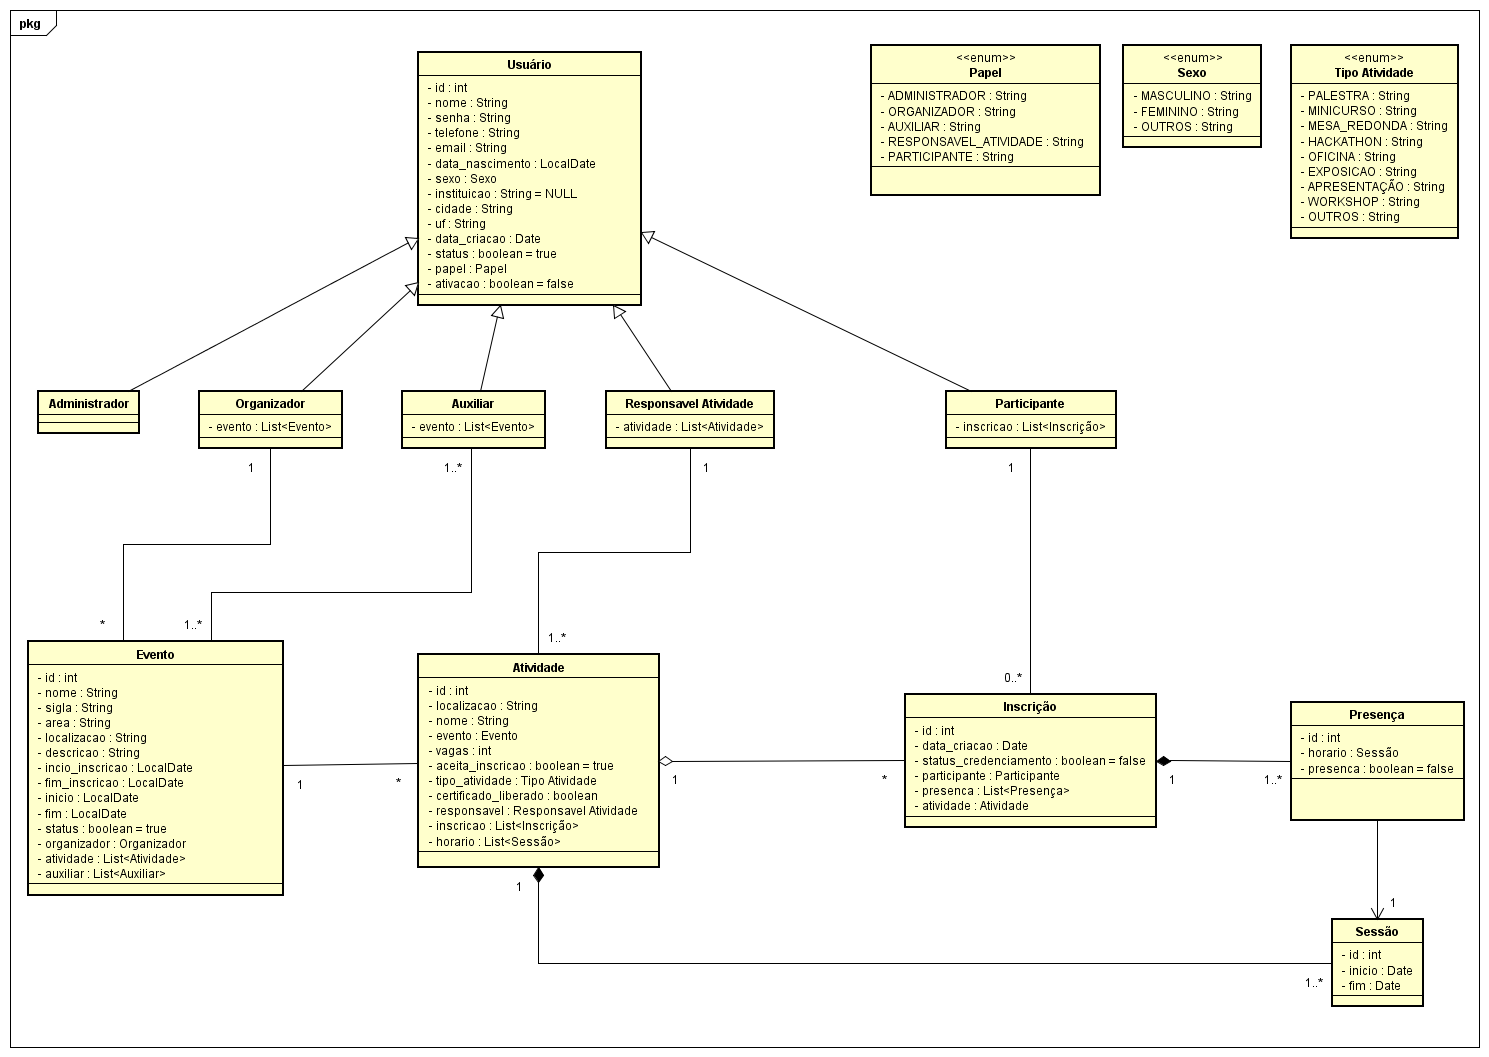 pkg
Usuário
- id : int
- nome : String
- senha : String
- telefone : String
- email : String
- data_nascimento : LocalDate
- sexo : Sexo
- instituicao : String = NULL
- cidade : String
- uf : String
- data_criacao : Date
- status : boolean = true
- papel : Papel
- ativacao : boolean = false
<<enum>>
Papel
- ADMINISTRADOR : String
- ORGANIZADOR : String
- AUXILIAR : String
- RESPONSAVEL_ATIVIDADE : String
- PARTICIPANTE : String
<<enum>>
Sexo
- MASCULINO : String
- FEMININO : String
- OUTROS : String
<<enum>>
Tipo Atividade
- PALESTRA : String
- MINICURSO : String
- MESA_REDONDA : String
- HACKATHON : String
- OFICINA : String
- EXPOSICAO : String
- APRESENTAÇÃO : String
- WORKSHOP : String
- OUTROS : String
Administrador
Organizador
- evento : List<Evento>
Auxiliar
- evento : List<Evento>
Responsavel Atividade
- atividade : List<Atividade>
Participante
- inscricao : List<Inscrição>
1
1..*
1
1
*
1..*
1..*
0..*
Evento
- id : int
- nome : String
- sigla : String
- area : String
- localizacao : String
- descricao : String
- incio_inscricao : LocalDate
- fim_inscricao : LocalDate
- inicio : LocalDate
- fim : LocalDate
- status : boolean = true
- organizador : Organizador
- atividade : List<Atividade>
- auxiliar : List<Auxiliar>
1
*
Atividade
- id : int
- localizacao : String
- nome : String
- evento : Evento
- vagas : int
- aceita_inscricao : boolean = true
- tipo_atividade : Tipo Atividade
- certificado_liberado : boolean
- responsavel : Responsavel Atividade
- inscricao : List<Inscrição>
- horario : List<Sessão>
1
*
Inscrição
- id : int
- data_criacao : Date
- status_credenciamento : boolean = false
- participante : Participante
- presenca : List<Presença>
- atividade : Atividade
1
1..*
Presença
- id : int
- horario : Sessão
- presenca : boolean = false
1
1
1..*
Sessão
- id : int
- inicio : Date
- fim : Date